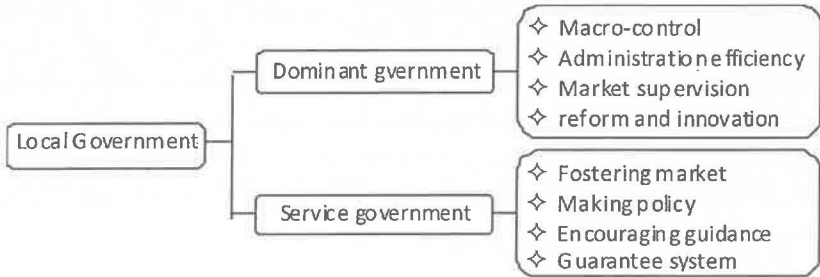 Local Government
Dominant gvernment
Macro-control
Administration efficiency
Market supervision
reform and innovation
Service government
Fostering market
Making policy
Encouraging guidance
Guarantee system